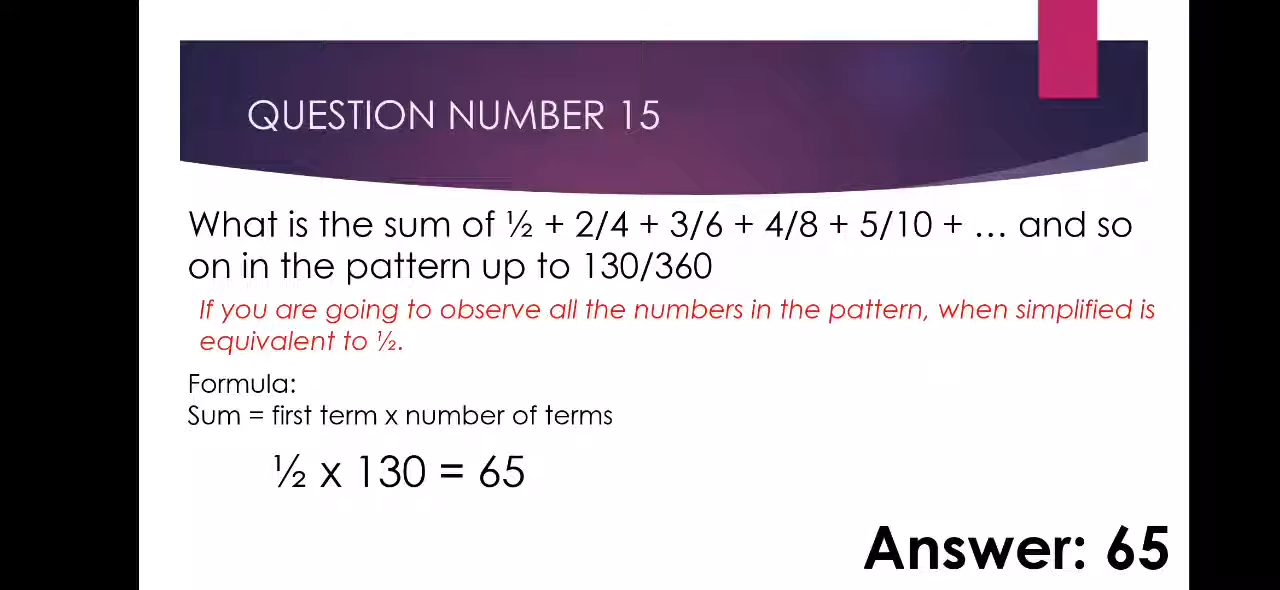 QUESTION NUMBER 15
What is the sum of ½ + 2/4 + 3/6 + 4/8 + 5/10 + … and so
on in the pattern up to 130/360
If you are going to observe all the numbers in the pattern, when simplified is
equivalent to ½.
Formula:
Sum = first term x number of terms
½ x 130 = 65
Answer: 65